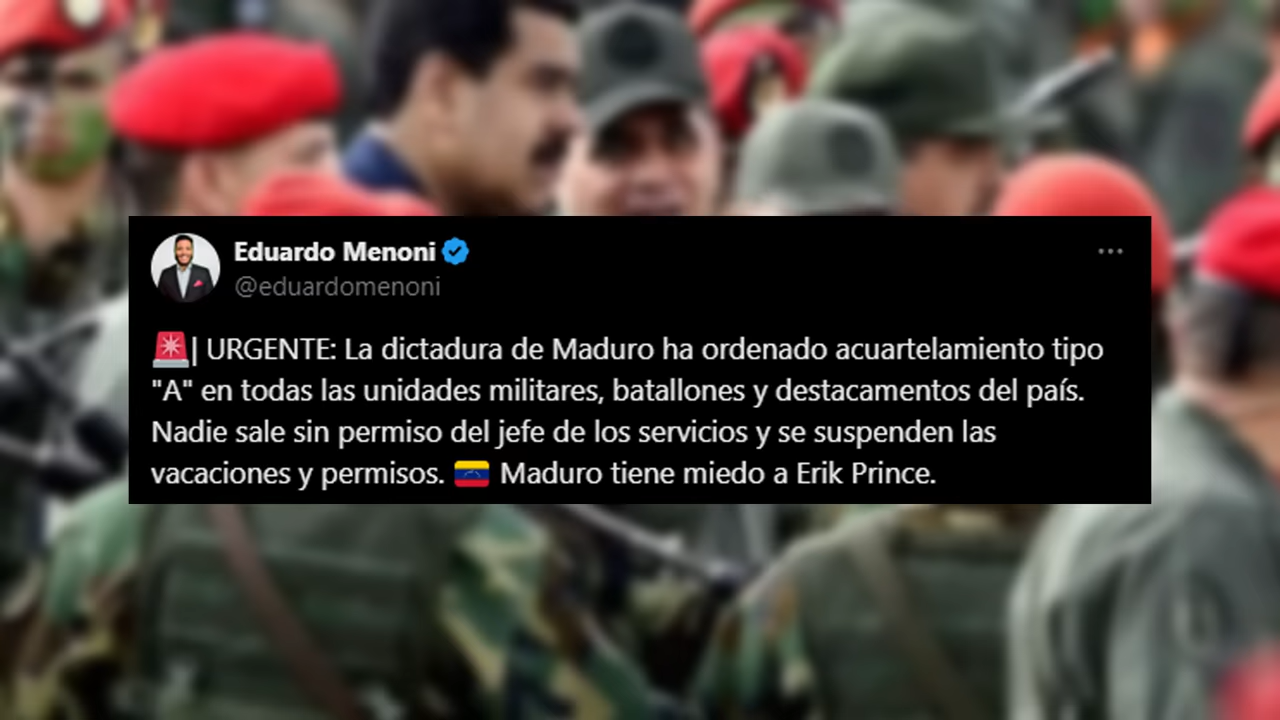 Eduardo Menoni
@eduardomenoni
🚨| URGENTE: La dictadura de Maduro ha ordenado acuartelamiento tipo
"A" en todas las unidades militares, batallones y destacamentos del país.
Nadie sale sin permiso del jefe de los servicios y se suspenden las
vacaciones y permisos. 🇻🇪 Maduro tiene miedo a Erik Prince.